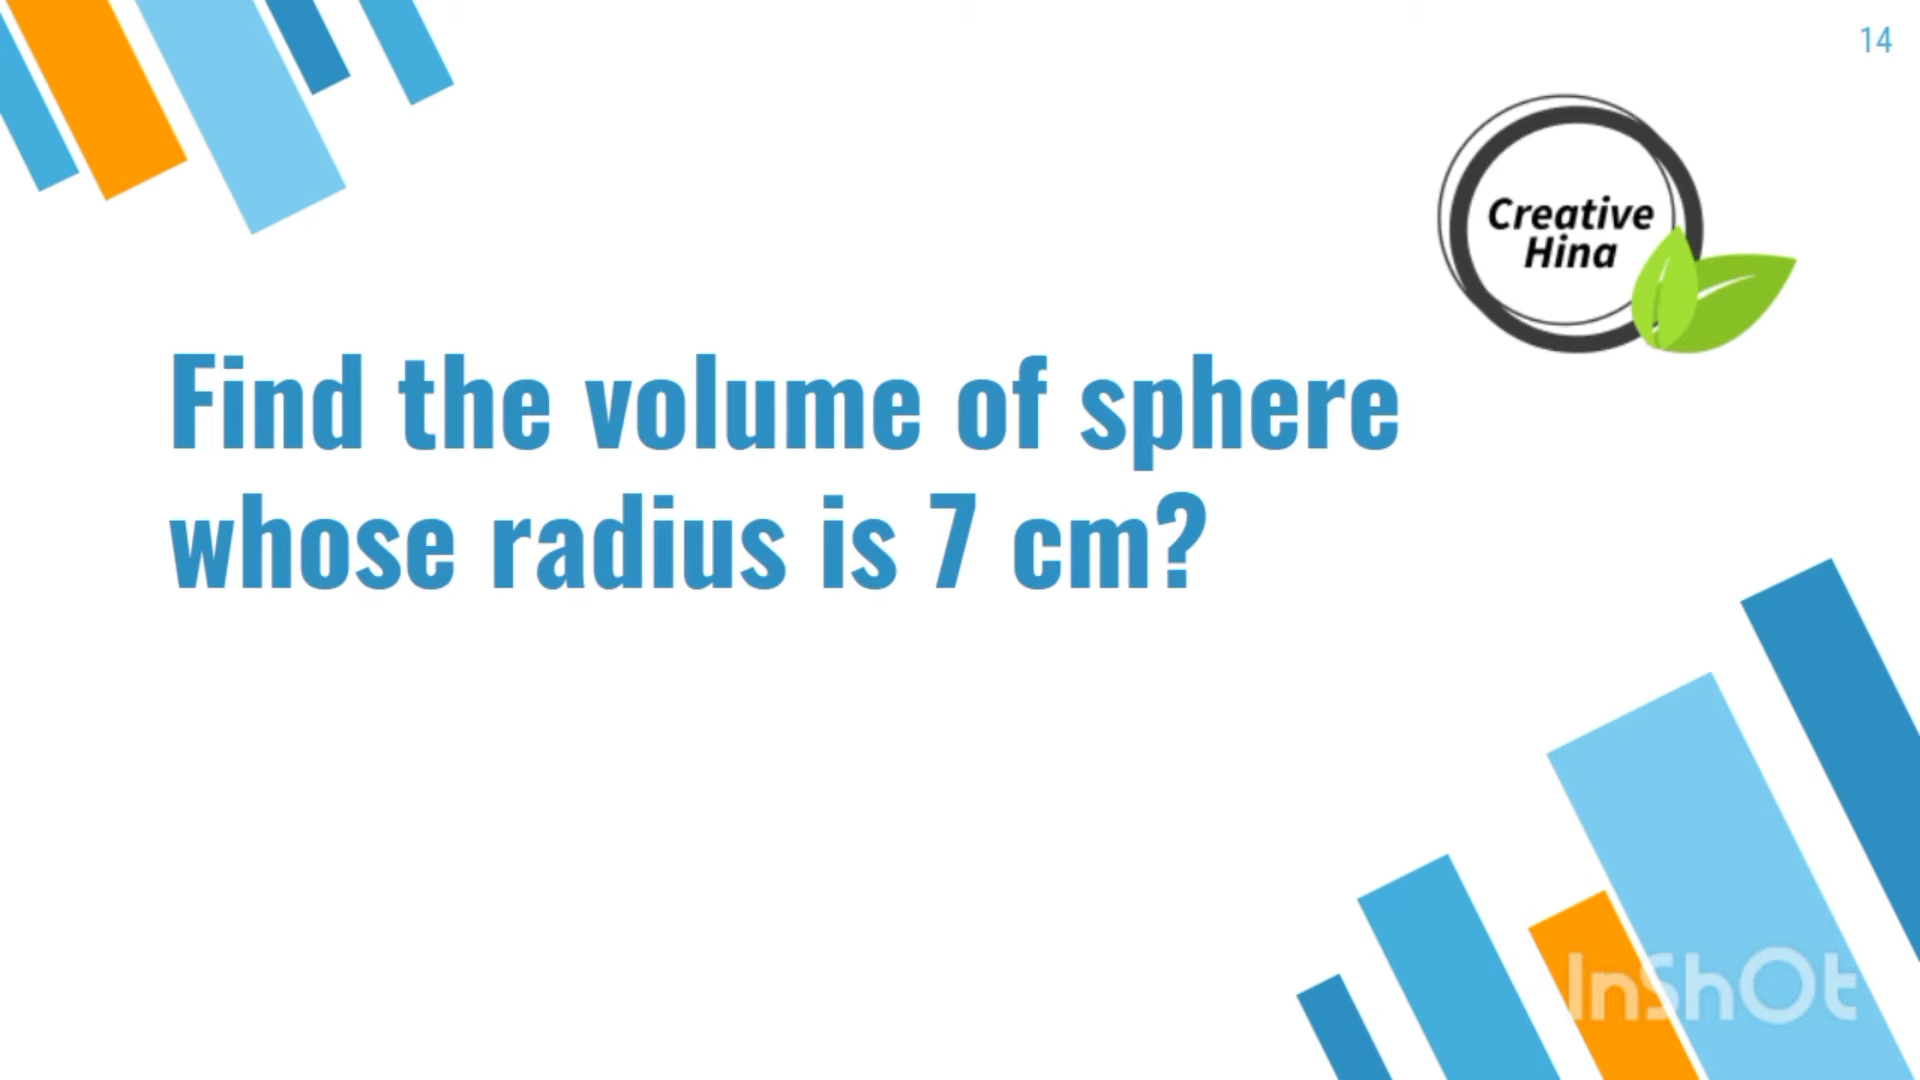 14
Creative
Hina
Find the volume of sphere
whose radius is 7 cm?
InShOt